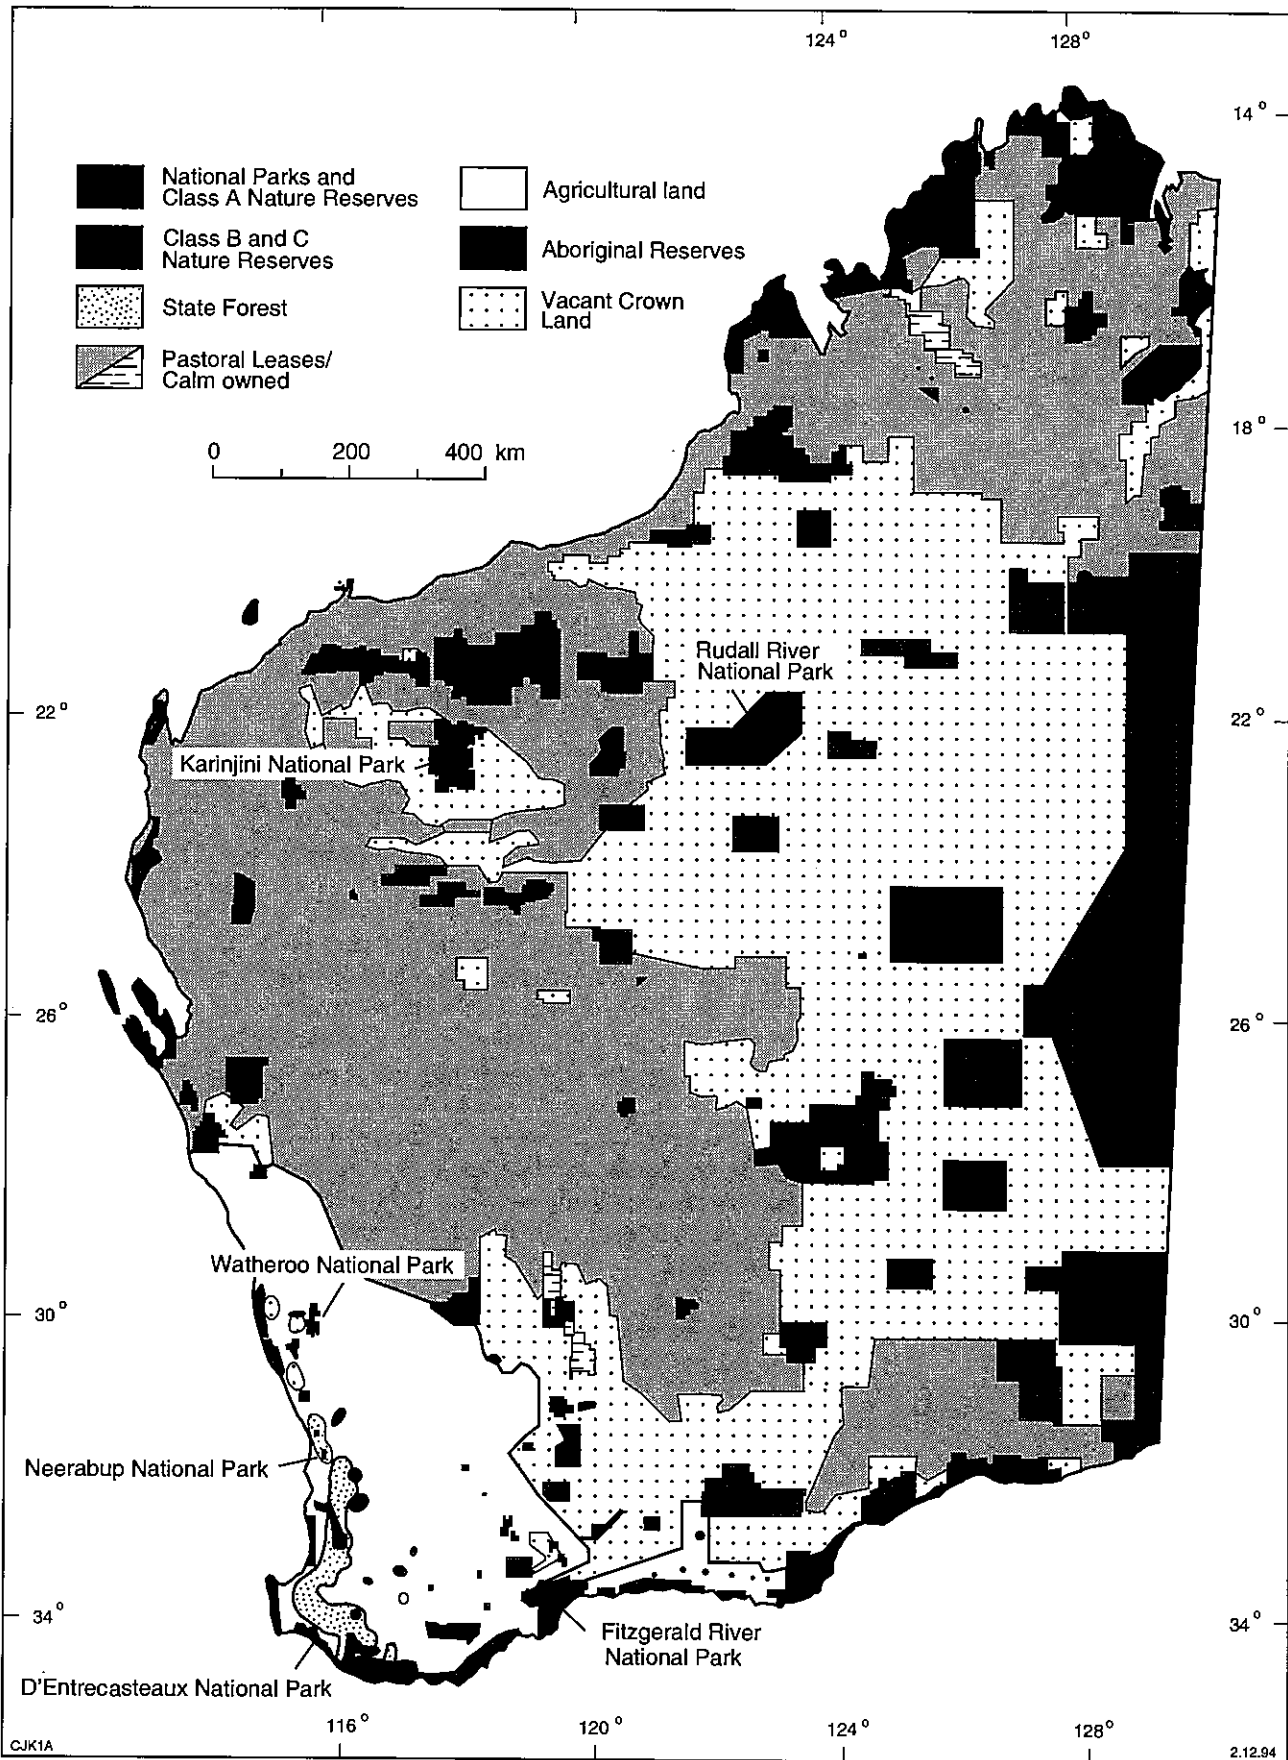 124°
128°
14°
National Parks and
Class A Nature Reserves
Agricultural land
Class B and C
Nature Reserves
Aboriginal Reserves
State Forest
Vacant Crown
Land
Pastoral Leases/
Calm owned
18°
0 200 400 km
Rudall River
National Park
22°
22°
Karinjini National Park
26°
26°
Watheroo National Park
30°
30°
Neerabup National Park
34°
34°
Fitzgerald River
National Park
D'Entrecasteaux National Park
116°
120°
124°
128°
CJK1A
2.12.94